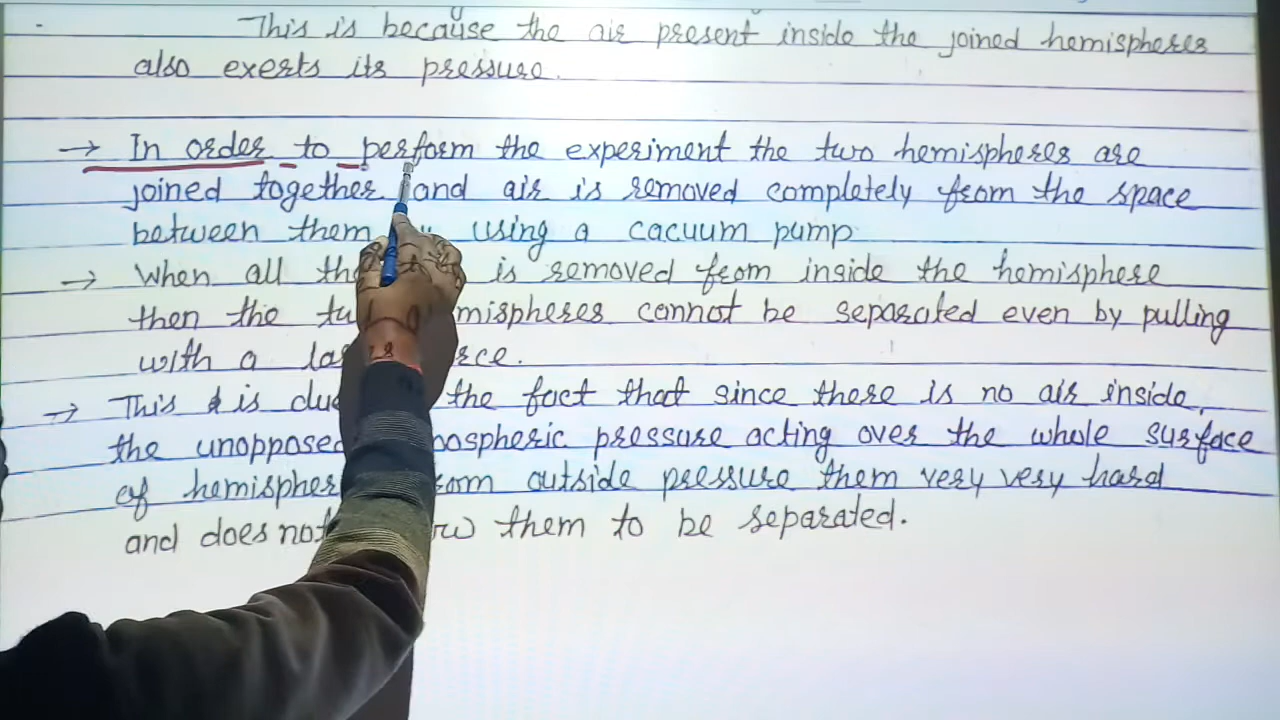 This is because the air present inside the joined hemispheres
also exerts its pressure.
→ In order to perform the experiment the two hemispheres are
joined together and air is removed completely from the space
between them using a cacuum pump
→ When all is removed from inside the hemisphere
then the mispheres cannot be separated even by pulling
with a rce.
→ This is due the fact that since there is no air inside,
the unopposed ospheric pressure acting over the whole surface
of hemispher outside pressure them very very hard
and does not them to be separated.